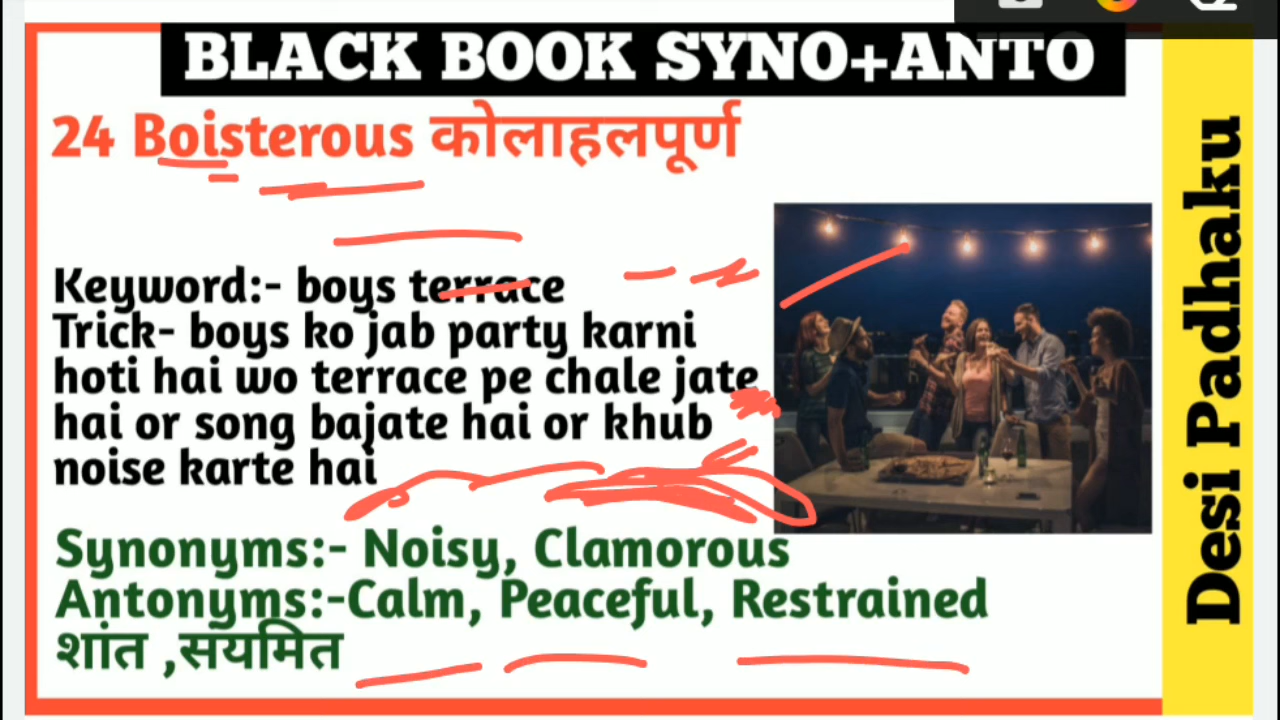 BLACK BOOK SYNO+ANTO
24 Boisterous कोलाहलपूर्ण
Keyword:- boys terrace
Trick- boys ko jab party karni
hoti hai wo terrace pe chale jate
hai or song bajate hai or khub
noise karte hai
Synonyms:- Noisy, Clamorous
Antonyms:-Calm, Peaceful, Restrained
शांत ,संयमित
Desi Padhaku